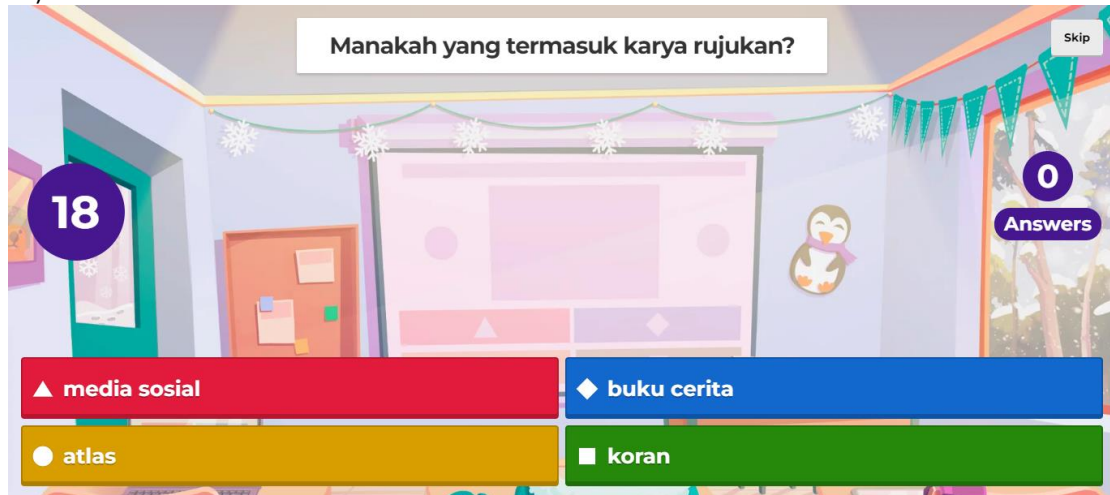 Manakah yang termasuk karya rujukan?
Skip
18
0
Answers
media sosial
buku cerita
atlas
koran